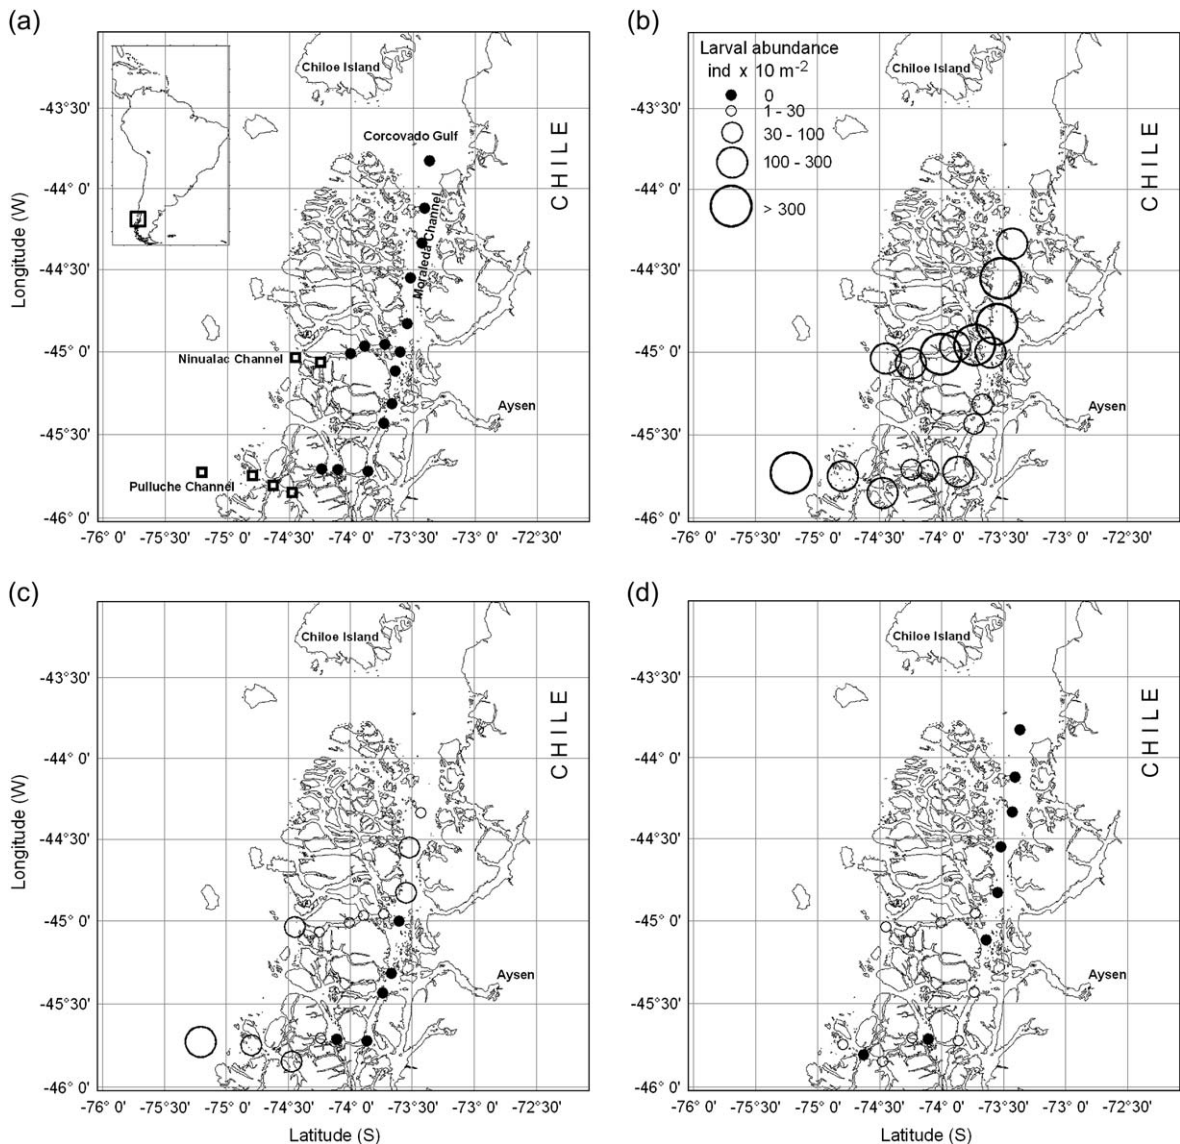 (a)
Chiloe Island
-43°30'
Corcovado Gulf
CHILE
-44° 0'
Moraleda Channel
Longitude (W)
-44°30'
-45° 0'
Ninualac Channel
Aysen
-45°30'
Pulluche Channel
-46° 0'
-76° 0' -75°30' -75° 0' -74°30' -74° 0' -73°30' -73° 0' -72°30'
(b)
Larval abundance
ind x 10 m-2
0
1 - 30
30 - 100
100 - 300
> 300
Chiloe Island
-43°30'
CHILE
-44° 0'
-44°30'
-45° 0'
Aysen
-45°30'
-46° 0'
-76° 0' -75°30' -75° 0' -74°30' -74° 0' -73°30' -73° 0' -72°30'
(c)
Chiloe Island
-43°30'
CHILE
-44° 0'
Longitude (W)
-44°30'
-45° 0'
Aysen
-45°30'
-46° 0'
-76° 0' -75°30' -75° 0' -74°30' -74° 0' -73°30' -73° 0' -72°30'
Latitude (S)
(d)
Chiloe Island
-43°30'
CHILE
-44° 0'
-44°30'
-45° 0'
Aysen
-45°30'
-46° 0'
-76° 0' -75°30' -75° 0' -74°30' -74° 0' -73°30' -73° 0' -72°30'
Latitude (S)